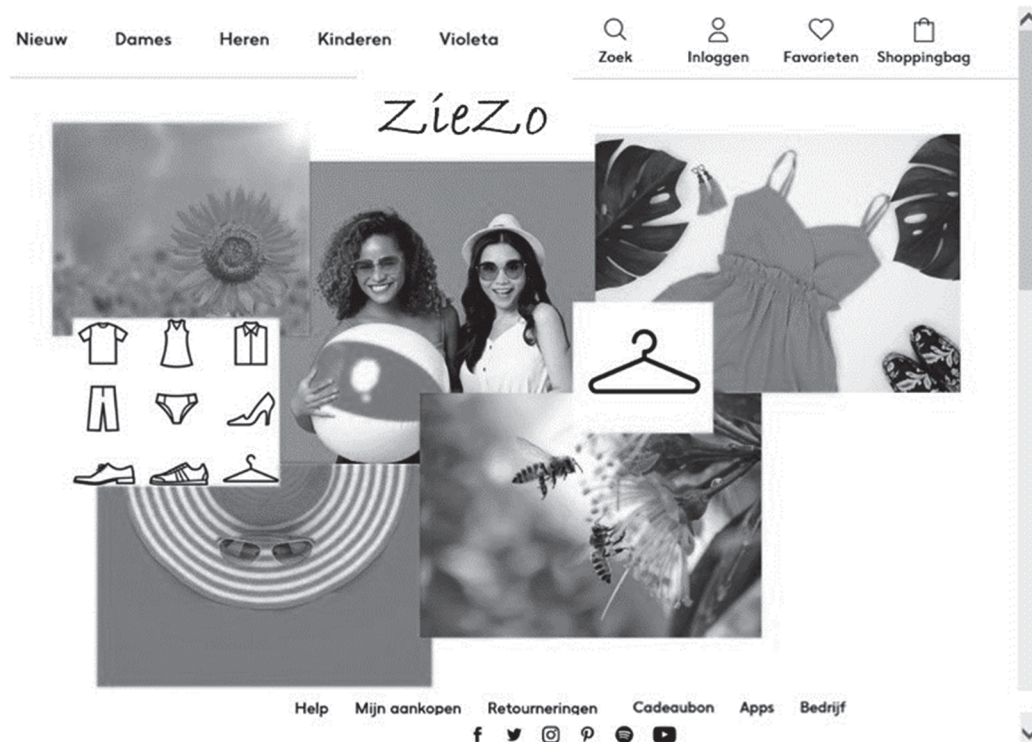 Nieuw Dames Heren Kinderen Violeta
Zoek Inloggen Favorieten Shoppingbag
ZieZo
Help Mijn aankopen Retourneringen Cadeaubon Apps Bedrijf